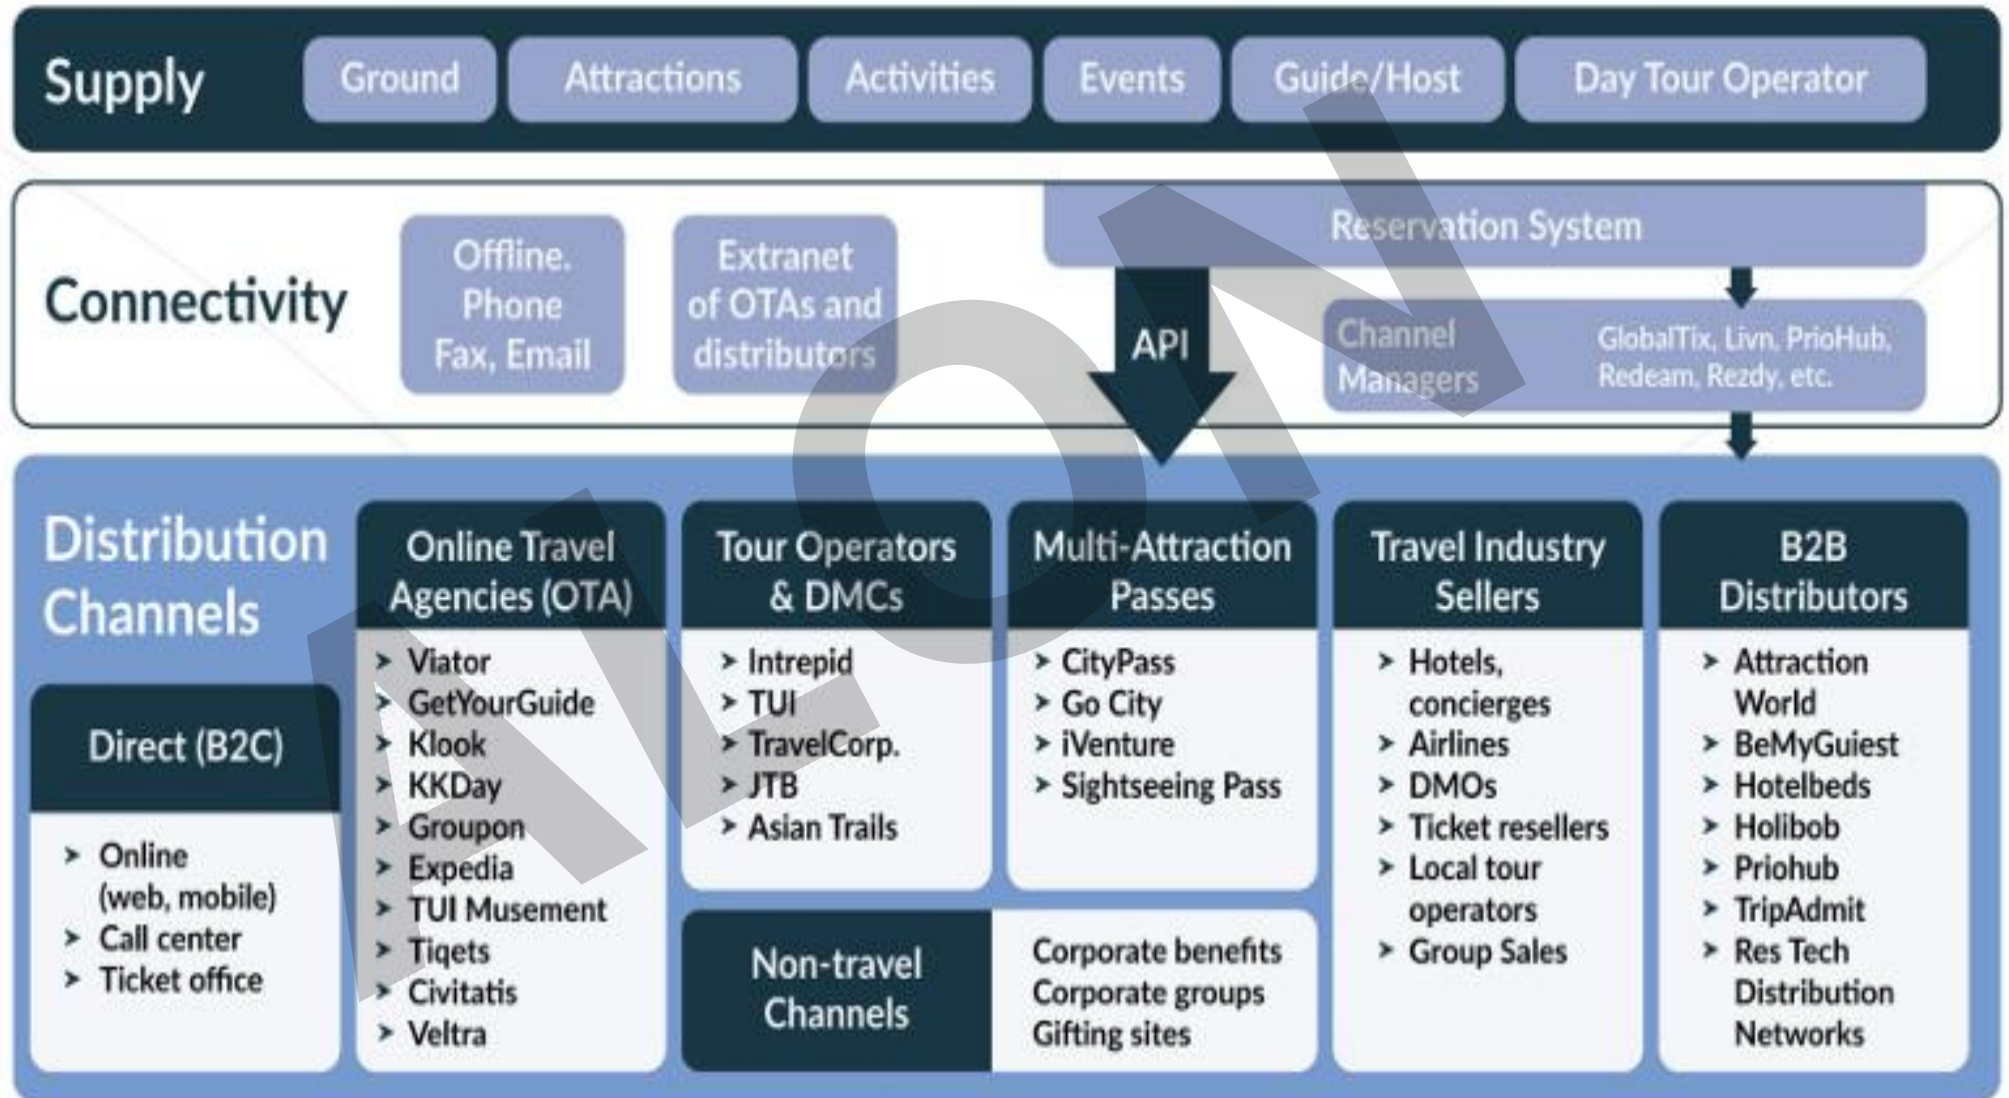 Supply
Ground
Attractions
Activities
Events
Guide/Host
Day Tour Operator
Connectivity
Offline.
Phone
Fax, Email
Extranet
of OTAs and
distributors
Reservation System
API
Channel
Managers
GlobalTix, Livn, PrioHub,
Redeam, Rezdy, etc.
Distribution
Channels
Direct (B2C)
➤ Online
(web, mobile)
➤ Call center
➤ Ticket office
Online Travel
Agencies (OTA)
➤ Viator
➤ GetYourGuide
➤ Klook
➤ KKDay
➤ Groupon
➤ Expedia
➤ TUI Musement
➤ Tiqets
➤ Civitatis
➤ Veltra
Tour Operators
& DMCs
➤ Intrepid
➤ TUI
➤ TravelCorp.
➤ JTB
➤ Asian Trails
Multi-Attraction
Passes
➤ CityPass
➤ Go City
➤ iVenture
➤ Sightseeing Pass
Non-travel
Channels
Corporate benefits
Corporate groups
Gifting sites
Travel Industry
Sellers
➤ Hotels,
concierges
➤ Airlines
➤ DMOs
➤ Ticket resellers
➤ Local tour
operators
➤ Group Sales
B2B
Distributors
➤ Attraction
World
➤ BeMyGuiest
➤ Hotelbeds
➤ Holibob
➤ Priohub
➤ TripAdmit
➤ Res Tech
Distribution
Networks
ALON